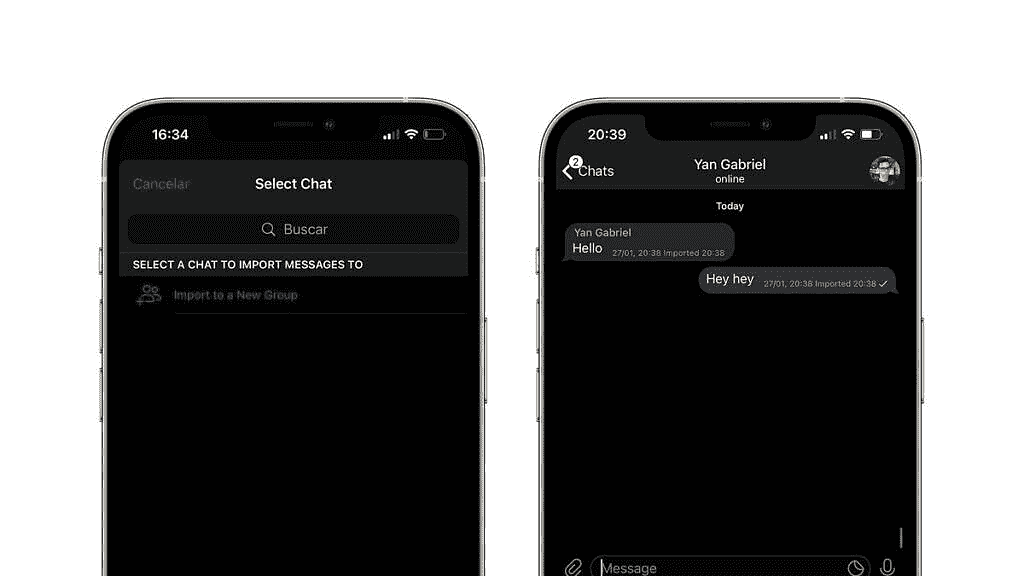 16:34
Cancelar
Select Chat
Buscar
SELECT A CHAT TO IMPORT MESSAGES TO
Import to a New Group
20:39
2
Chats
Yan Gabriel
online
Today
Yan Gabriel
Hello 27/01, 20:38 Imported 20:38
Hey hey 27/01, 20:38 Imported 20:38
Message